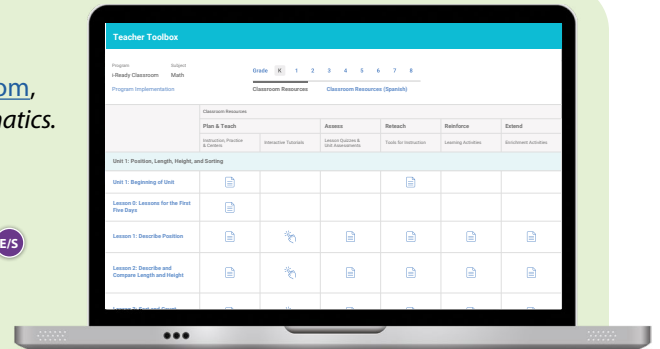 om,
natics.
E/S
Teacher Toolbox
Program
Subject
i-Ready Classroom
Math
Grade K 1 2 3 4 5 6 7 8
Program Implementation
Classroom Resources
Classroom Resources (Spanish)
Classroom Resources
Plan & Teach
Assess
Reteach
Reinforce
Extend
Instruction, Practice
& Centers
Interactive Tutorials
Lesson Quizzes &
Unit Assessments
Tools for Instruction
Learning Activities
Enrichment Activities
Unit 1: Position, Length, Height, and Sorting
Unit 1: Beginning of Unit
Lesson 0: Lessons for the First
Five Days
Lesson 1: Describe Position
Lesson 2: Describe and
Compare Length and Height